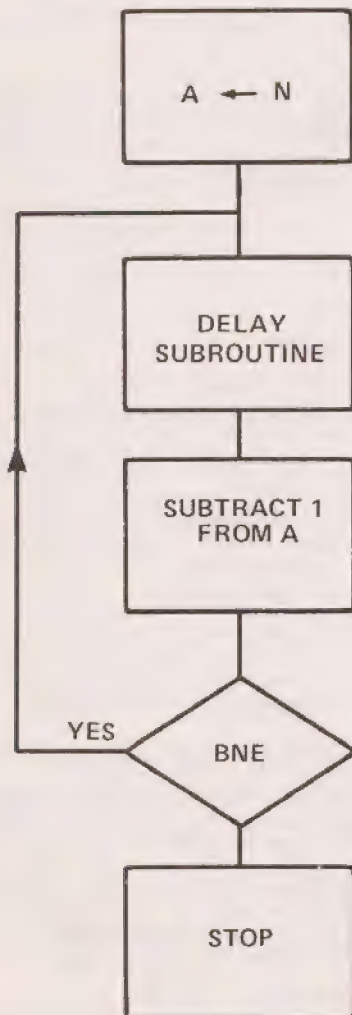 A ← N
DELAY
SUBROUTINE
SUBTRACT 1
FROM A
YES
BNE
STOP